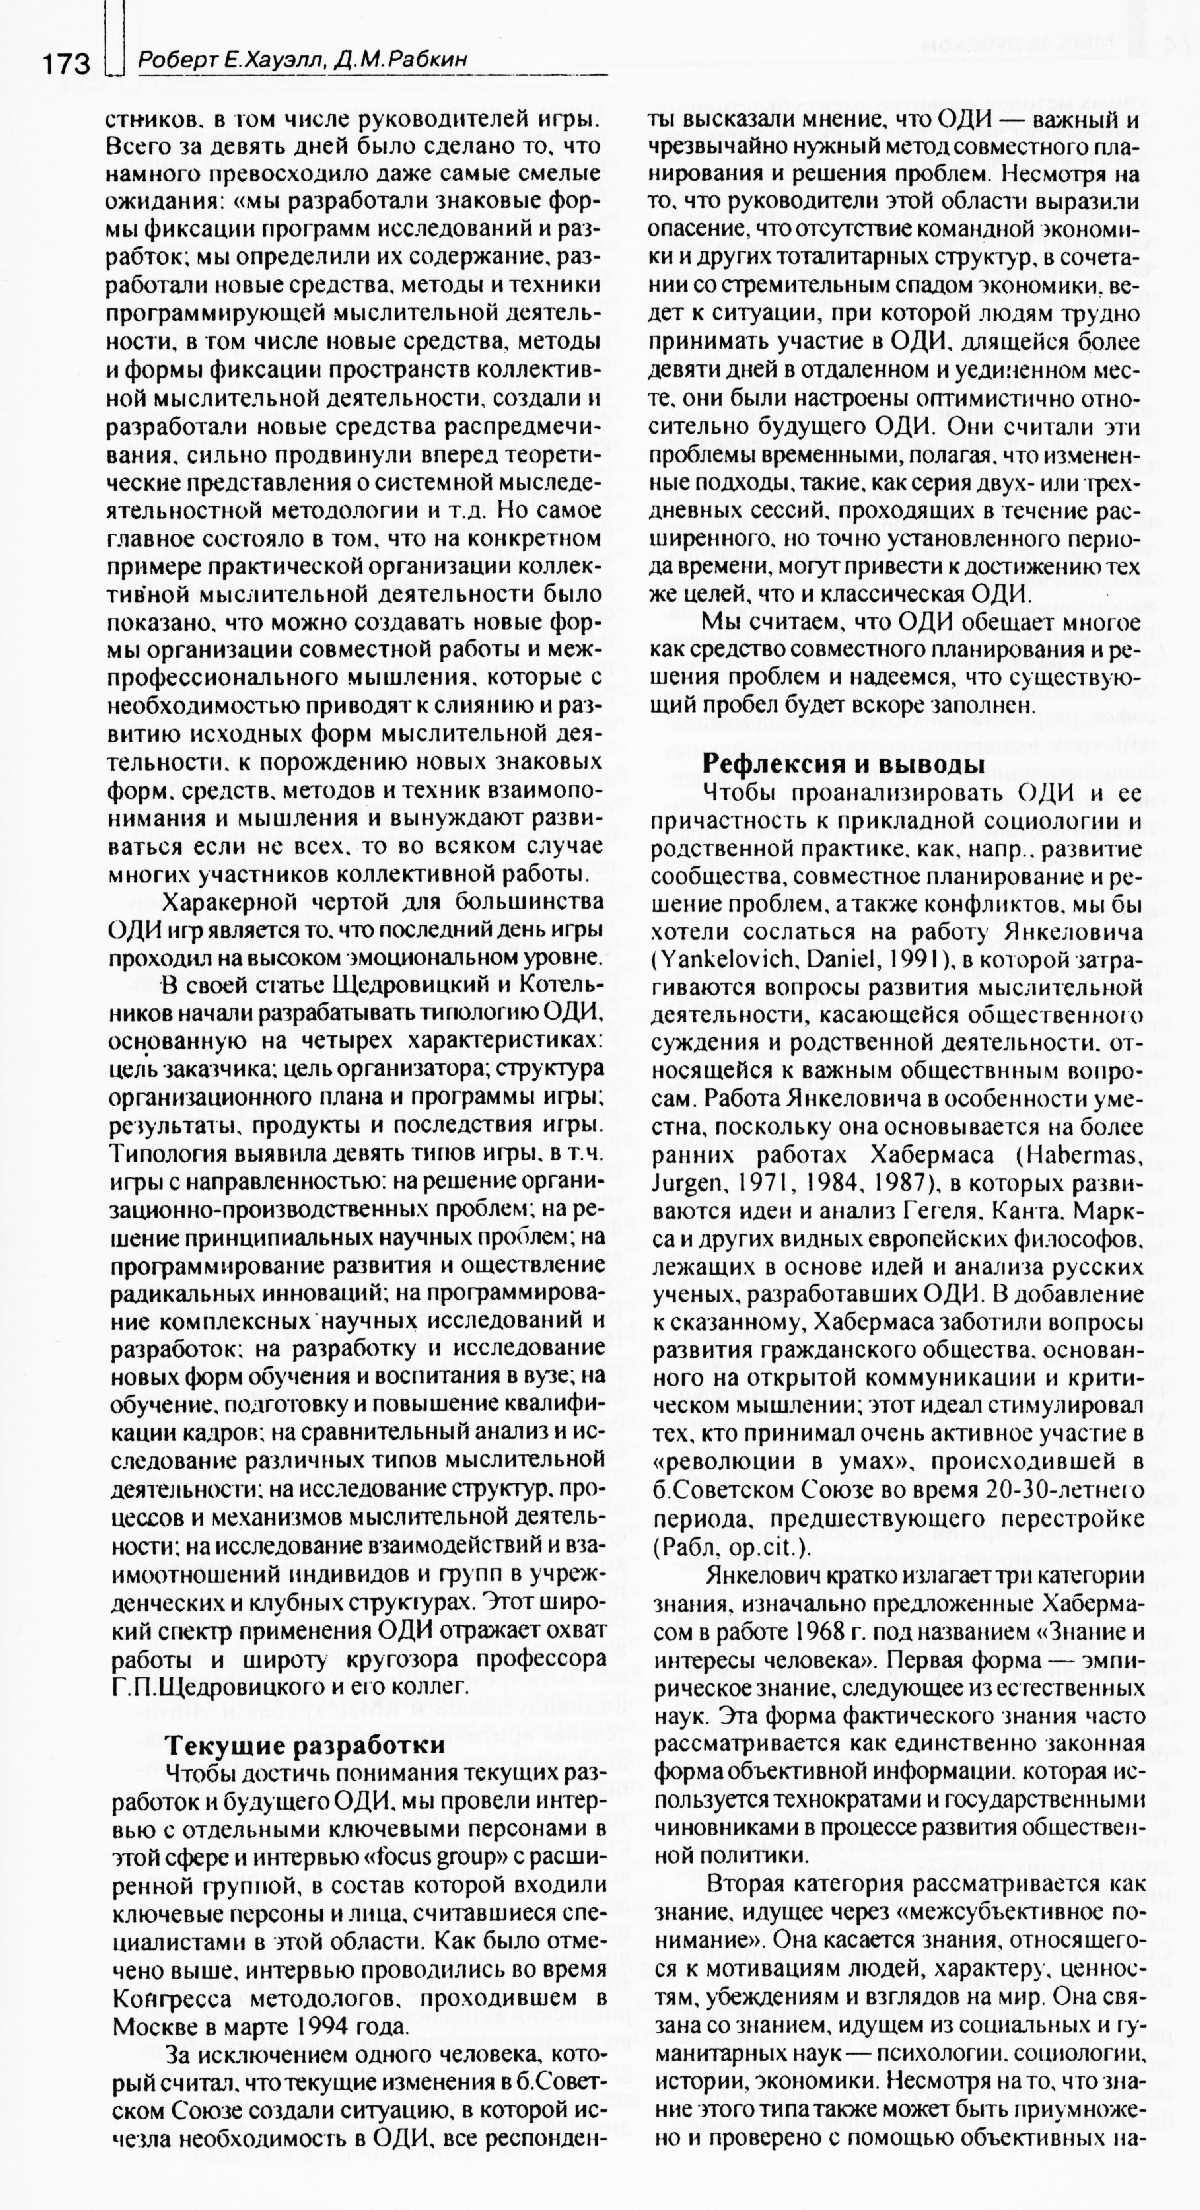 173
Роберт Е.Хауэлл, Д.М.Рабкин
стников, в том числе руководителей игры.
Всего за девять дней было сделано то, что
намного превосходило даже самые смелые
ожидания: «мы разработали знаковые фор-
мы фиксации программ исследований и раз-
рабток; мы определили их содержание, раз-
работали новые средства, методы и техники
программирующей мыслительной деятель-
ности, в том числе новые средства, методы
и формы фиксации пространств коллектив-
ной мыслительной деятельности, создали и
разработали новые средства распредмечи-
вания, сильно продвинули вперед теорети-
ческие представления о системной мыследе-
ятельностной методологии и т.д. Но самое
главное состояло в том, что на конкретном
примере практической организации коллек-
тивной мыслительной деятельности было
показано, что можно создавать новые фор-
мы организации совместной работы и меж-
профессионального мышления, которые с
необходимостью приводят к слиянию и раз-
витию исходных форм мыслительной дея-
тельности, к порождению новых знаковых
форм, средств, методов и техник взаимопо-
нимания и мышления и вынуждают разви-
ваться если не всех, то во всяком случае
многих участников коллективной работы.
Харакерной чертой для большинства
ОДИ игр является то, что последний день игры
проходил на высоком эмоциональном уровне.
В своей статье Щедровицкий и Котель-
ников начали разрабатывать типологию ОДИ,
основанную на четырех характеристиках:
цель заказчика; цель организатора; структура
организационного плана и программы игры;
результаты, продукты и последствия игры.
Типология выявила девять типов игры, в т.ч.
игры с направленностью: на решение органи-
зационно-производственных проблем; на ре-
шение принципиальных научных проблем; на
программирование развития и оществление
радикальных инноваций; на программирова-
ние комплексных научных исследований и
разработок; на разработку и исследование
новых форм обучения и воспитания в вузе; на
обучение, подготовку и повышение квалифи-
кации кадров; на сравнительный анализ и ис-
следование различных типов мыслительной
деятельности; на исследование структур, про-
цессов и механизмов мыслительной деятель-
ности; на исследование взаимодействий и вза-
имоотношений индивидов и групп в учреж-
денческих и клубных структурах. Этот широ-
кий спектр применения ОДИ отражает охват
работы и широту кругозора профессора
Г.П.Щедровицкого и его коллег.
Текущие разработки
Чтобы достичь понимания текущих раз-
работок и будущего ОДИ, мы провели интер-
вью с отдельными ключевыми персонами в
этой сфере и интервью «focus group» с расши-
ренной группой, в состав которой входили
ключевые персоны и лица, считавшиеся спе-
циалистами в этой области. Как было отме-
чено выше, интервью проводились во время
Конгресса методологов, проходившем в
Москве в марте 1994 года.
За исключением одного человека, кото-
рый считал, что текущие изменения в б.Совет-
ском Союзе создали ситуацию, в которой ис-
чезла необходимость в ОДИ, все респонден-
ты высказали мнение, что ОДИ — важный и
чрезвычайно нужный метод совместного пла-
нирования и решения проблем. Несмотря на
то, что руководители этой области выразили
опасение, что отсутствие командной экономи-
ки и других тоталитарных структур, в сочета-
нии со стремительным спадом экономики, ве-
дет к ситуации, при которой людям трудно
принимать участие в ОДИ, длящейся более
девяти дней в отдаленном и уединенном мес-
те, они были настроены оптимистично отно-
сительно будущего ОДИ. Они считали эти
проблемы временными, полагая, что изменен-
ные подходы, такие, как серия двух- или трех-
дневных сессий, проходящих в течение рас-
ширенного, но точно установленного перио-
да времени, могут привести к достижению тех
же целей, что и классическая ОДИ.
Мы считаем, что ОДИ обещает многое
как средство совместного планирования и ре-
шения проблем и надеемся, что существую-
щий пробел будет вскоре заполнен.
Рефлексия и выводы
Чтобы проанализировать ОДИ и ее
причастность к прикладной социологии и
родственной практике, как, напр., развитие
сообщества, совместное планирование и ре-
шение проблем, а также конфликтов, мы бы
хотели сослаться на работу Янкеловича
(Yankelovich, Daniel, 1991), в которой затра-
гиваются вопросы развития мыслительной
деятельности, касающейся общественного
суждения и родственной деятельности, от-
носящейся к важным обществнным вопро-
сам. Работа Янкеловича в особенности уме-
стна, поскольку она основывается на более
ранних работах Хабермаса (Habermas,
Jurgen, 1971, 1984, 1987), в которых разви-
ваются идеи и анализ Гегеля, Канта, Марк-
са и других видных европейских философов,
лежащих в основе идей и анализа русских
ученых, разработавших ОДИ. В добавление
к сказанному, Хабермаса заботили вопросы
развития гражданского общества, основан-
ного на открытой коммуникации и крити-
ческом мышлении; этот идеал стимулировал
тех, кто принимал очень активное участие в
«революции в умах», происходившей в
б.Советском Союзе во время 20-30-летнего
периода, предшествующего перестройке
(Рабл, op.cit.).
Янкелович кратко излагает три категории
знания, изначально предложенные Хаберма-
сом в работе 1968 г. под названием «Знание и
интересы человека». Первая форма — эмпи-
рическое знание, следующее из естественных
наук. Эта форма фактического знания часто
рассматривается как единственно законная
форма объективной информации, которая ис-
пользуется технократами и государственными
чиновниками в процессе развития обществен-
ной политики.
Вторая категория рассматривается как
знание, идущее через «межсубъективное по-
нимание». Она касается знания, относящего-
ся к мотивациям людей, характеру, ценнос-
тям, убеждениям и взглядов на мир. Она свя-
зана со знанием, идущем из социальных и гу-
манитарных наук — психологии, социологии,
истории, экономики. Несмотря на то, что зна-
ние этого типа также может быть приумноже-
но и проверено с помощью объективных на-